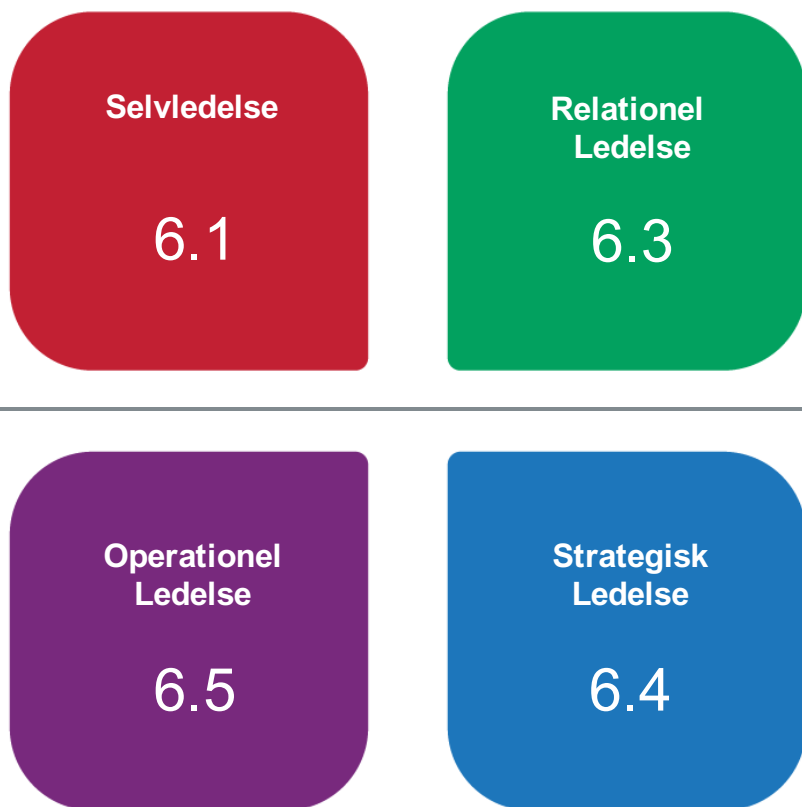 Selvledelse
6.1
Relationel
Ledelse
6.3
Operationel
Ledelse
6.5
Strategisk
Ledelse
6.4